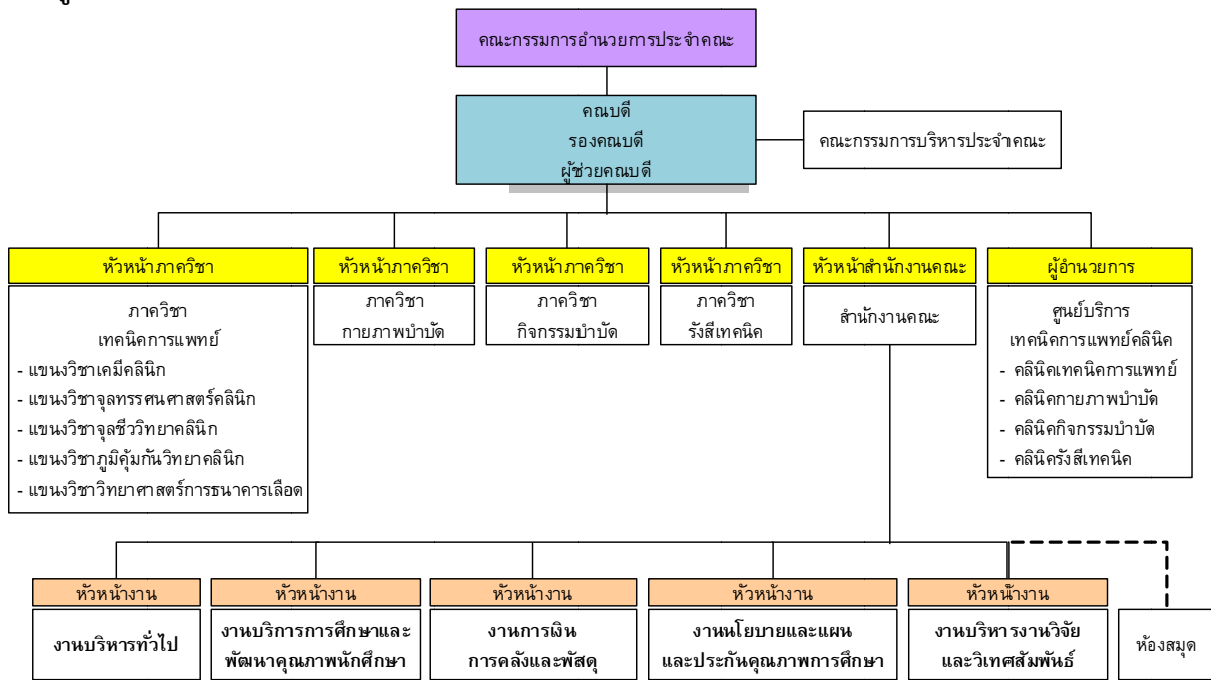 คณะกรรมการอำนวยการประจำคณะ
คณบดี
รองคณบดี
ผู้ช่วยคณบดี
คณะกรรมการบริหารประจำคณะ
หัวหน้าภาควิชา
ภาควิชา
เทคนิคการแพทย์
- แขนงวิชาเคมีคลินิก
- แขนงวิชาจุลทรรศนศาสตร์คลินิก
- แขนงวิชาจุลชีววิทยาคลินิก
- แขนงวิชาภูมิคุ้มกันวิทยาคลินิก
- แขนงวิชาวิทยาศาสตร์การธนาคารเลือด
หัวหน้าภาควิชา
ภาควิชา
กายภาพบำบัด
หัวหน้าภาควิชา
ภาควิชา
กิจกรรมบำบัด
หัวหน้าภาควิชา
ภาควิชา
รังสีเทคนิค
หัวหน้าสำนักงานคณะ
สำนักงานคณะ
ผู้อำนวยการ
ศูนย์บริการ
เทคนิคการแพทย์คลินิค
- คลินิคเทคนิคการแพทย์
- คลินิคกายภาพบำบัด
- คลินิคกิจกรรมบำบัด
- คลินิครังสีเทคนิค
หัวหน้างาน
งานบริหารทั่วไป
หัวหน้างาน
งานบริการการศึกษาและ
พัฒนาคุณภาพนักศึกษา
หัวหน้างาน
งานการเงิน
การคลังและพัสดุ
หัวหน้างาน
งานนโยบายและแผน
และประกันคุณภาพการศึกษา
หัวหน้างาน
งานบริหารงานวิจัย
และวิเทศสัมพันธ์
ห้องสมุด